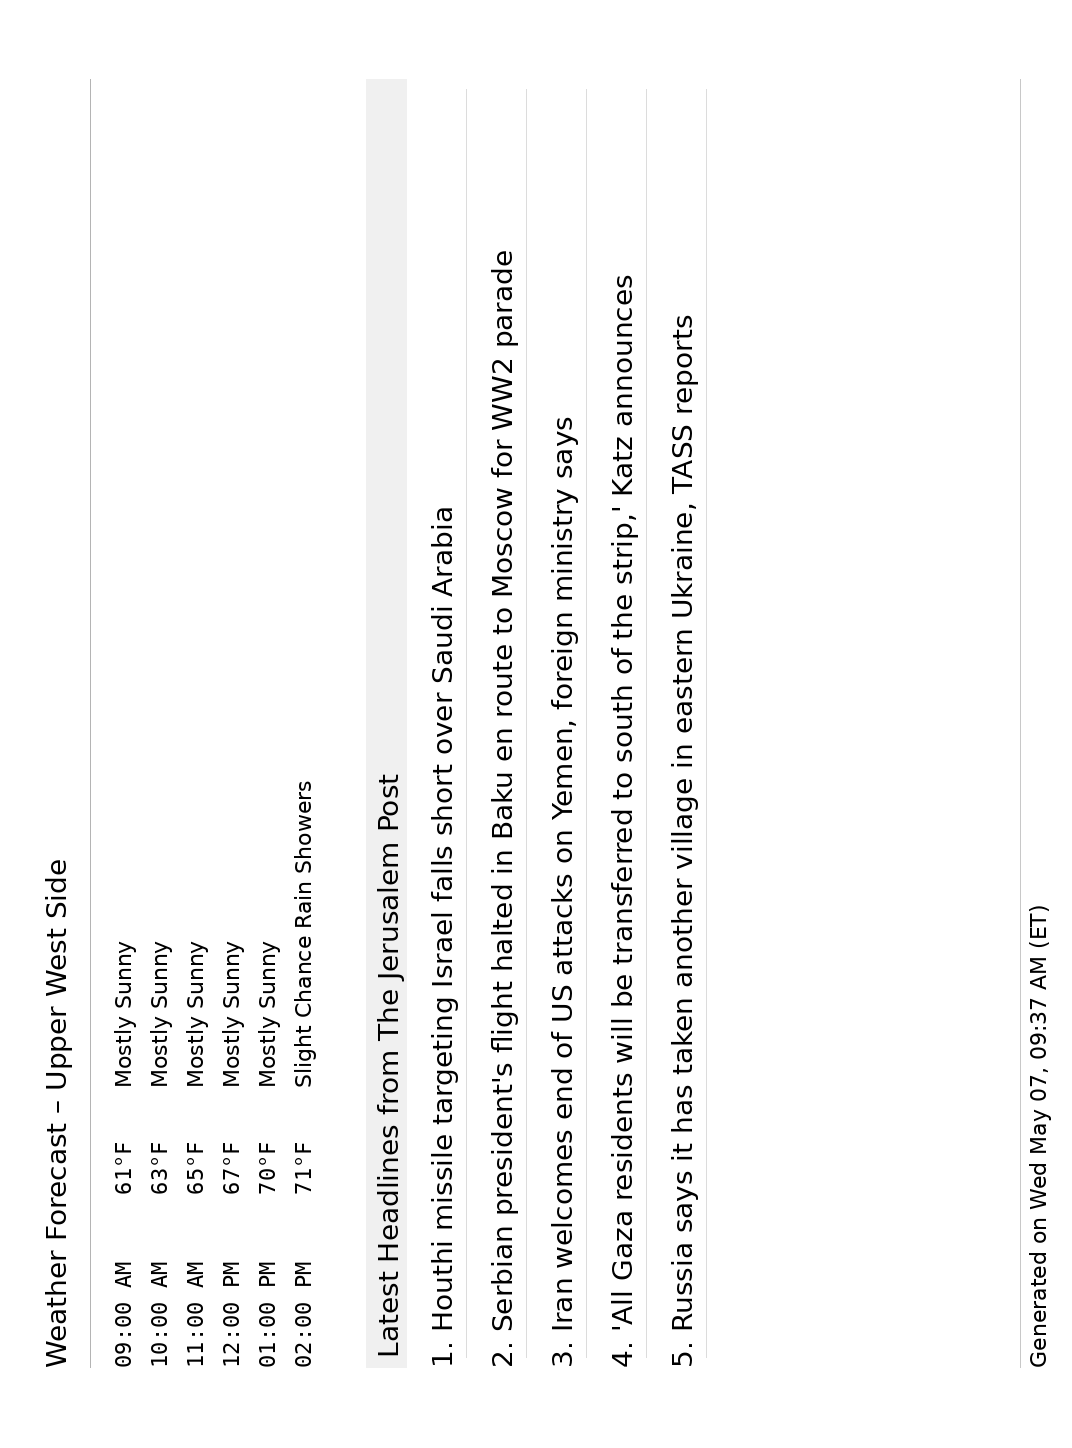 Weather Forecast – Upper West Side
09:00 AM 61°F Mostly Sunny
10:00 AM 63°F Mostly Sunny
11:00 AM 65°F Mostly Sunny
12:00 PM 67°F Mostly Sunny
01:00 PM 70°F Mostly Sunny
02:00 PM 71°F Slight Chance Rain Showers
Latest Headlines from The Jerusalem Post
1. Houthi missile targeting Israel falls short over Saudi Arabia
2. Serbian president's flight halted in Baku en route to Moscow for WW2 parade
3. Iran welcomes end of US attacks on Yemen, foreign ministry says
4. 'All Gaza residents will be transferred to south of the strip,' Katz announces
5. Russia says it has taken another village in eastern Ukraine, TASS reports
Generated on Wed May 07, 09:37 AM (ET)